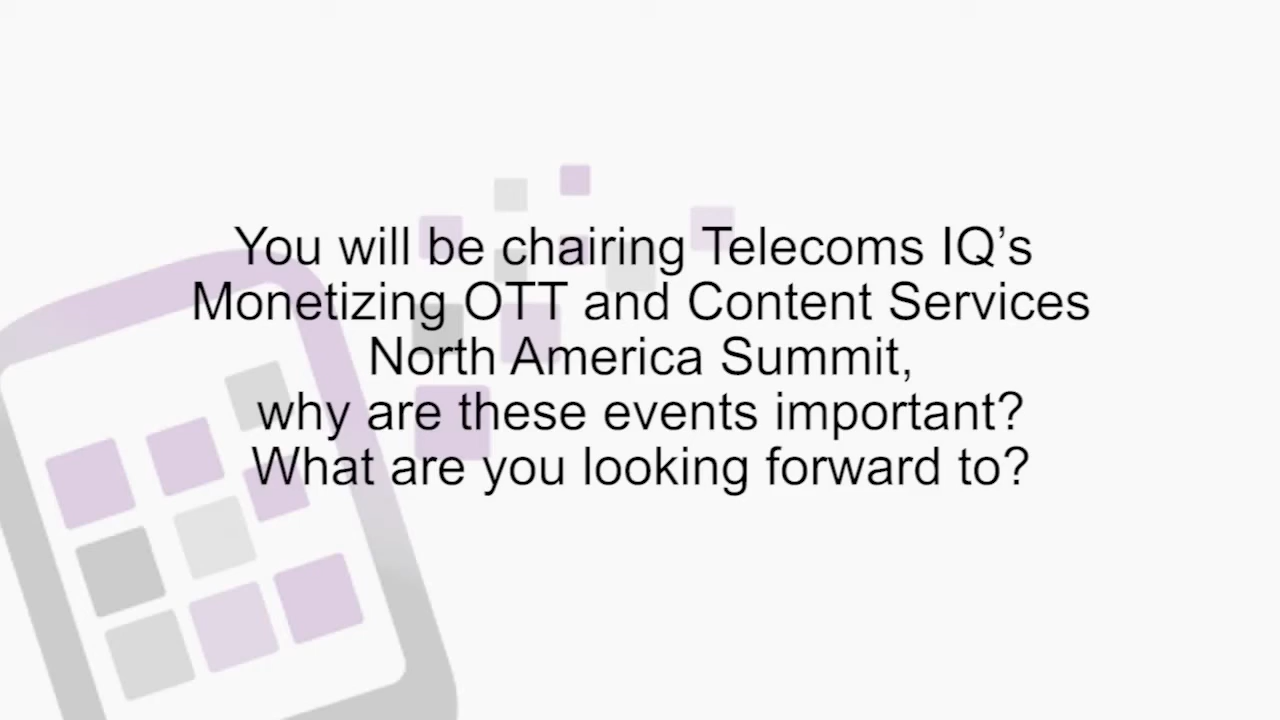 You will be chairing Telecoms IQ’s
Monetizing OTT and Content Services
North America Summit,
why are these events important?
What are you looking forward to?